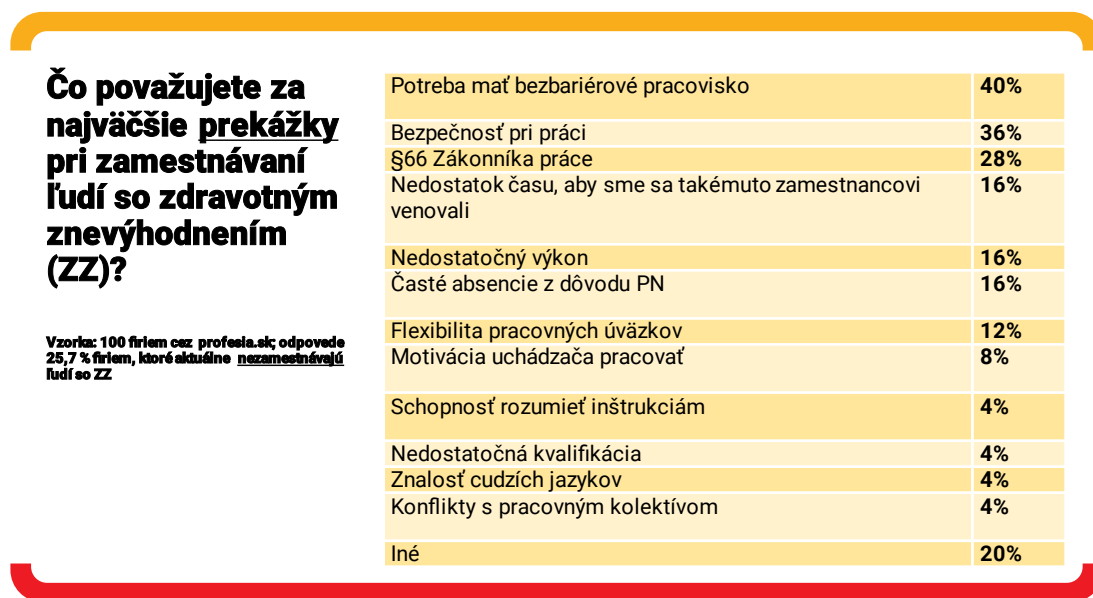 Čo považujete za
najväčšie prekážky
pri zamestnávaní
ľudí so zdravotným
znevýhodnením
(ZZ)?
Vzorka: 100 firiem cez profesia.sk; odpovede
25,7 % firiem, ktoré aktuálne nezamestnávajú
ľudí so ZZ
Potreba mať bezbariérové pracovisko 40%
Bezpečnosť pri práci 36%
§66 Zákonníka práce 28%
Nedostatok času, aby sme sa takémuto zamestnancovi 16%
venovali
Nedostatočný výkon 16%
Časté absencie z dôvodu PN 16%
Flexibilita pracovných úväzkov 12%
Motivácia uchádzača pracovať 8%
Schopnosť rozumieť inštrukciám 4%
Nedostatočná kvalifikácia 4%
Znalosť cudzích jazykov 4%
Konflikty s pracovným kolektívom 4%
Iné 20%